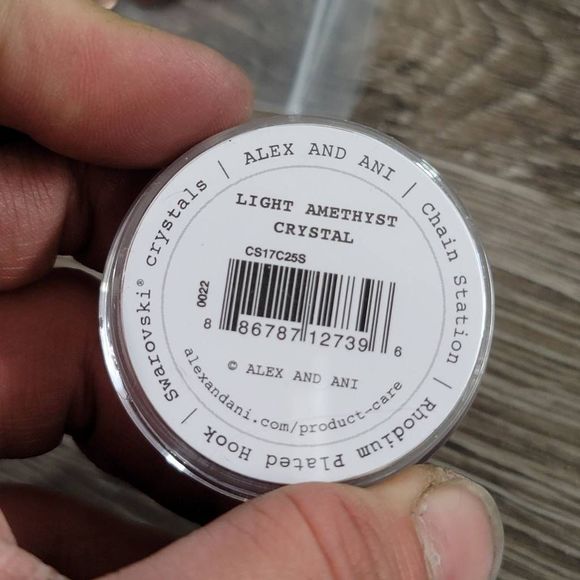 ALEX AND ANI | Chain Station | Rhodium Plated Hook | Swarovski® crystals |
LIGHT AMETHYST
CRYSTAL
CS17C25S
0022
8 86787 12739 6
© ALEX AND ANI
alexandani.com/product-care